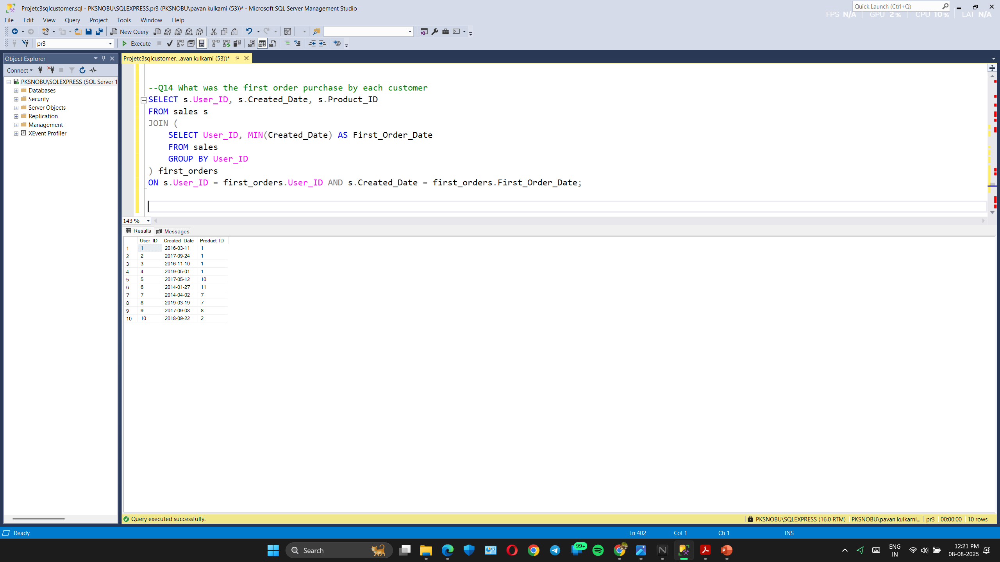 Projetc3sqlcustomer.sql - PKSNOBU\SQLEXPRESS.pr3 (PKSNOBU\pavan kulkarni (53))* - Microsoft SQL Server Management Studio
Quick Launch (Ctrl+Q)
FPS N/A GPU 2% CPU 10% LAT N/A
File Edit View Query Project Tools Window Help
New Query MDX DMX XMLA DAX
pr3 Execute
Object Explorer
Projetc3sqlcustomer...avan kulkarni (53))*
Connect
PKSNOBU\SQLEXPRESS (SQL Server 1
Databases
Security
Server Objects
Replication
Management
XEvent Profiler
--Q14 What was the first order purchase by each customer
SELECT s.User_ID, s.Created_Date, s.Product_ID
FROM sales s
JOIN (
SELECT User_ID, MIN(Created_Date) AS First_Order_Date
FROM sales
GROUP BY User_ID
) first_orders
ON s.User_ID = first_orders.User_ID AND s.Created_Date = first_orders.First_Order_Date;
143 %
Results Messages
User_ID Created_Date Product_ID
1 1 2016-03-11 1
2 2 2017-09-24 1
3 3 2016-11-10 1
4 4 2019-05-01 1
5 5 2017-05-12 10
6 6 2014-01-27 11
7 7 2014-04-02 7
8 8 2019-03-19 7
9 9 2017-09-08 8
10 10 2018-09-22 2
Query executed successfully.
PKSNOBU\SQLEXPRESS (16.0 RTM) PKSNOBU\pavan kulkarni... pr3 00:00:00 10 rows
Ready Ln 402 Col 1 Ch 1 INS
Search
99+
ENG
IN
12:21 PM
08-08-2025